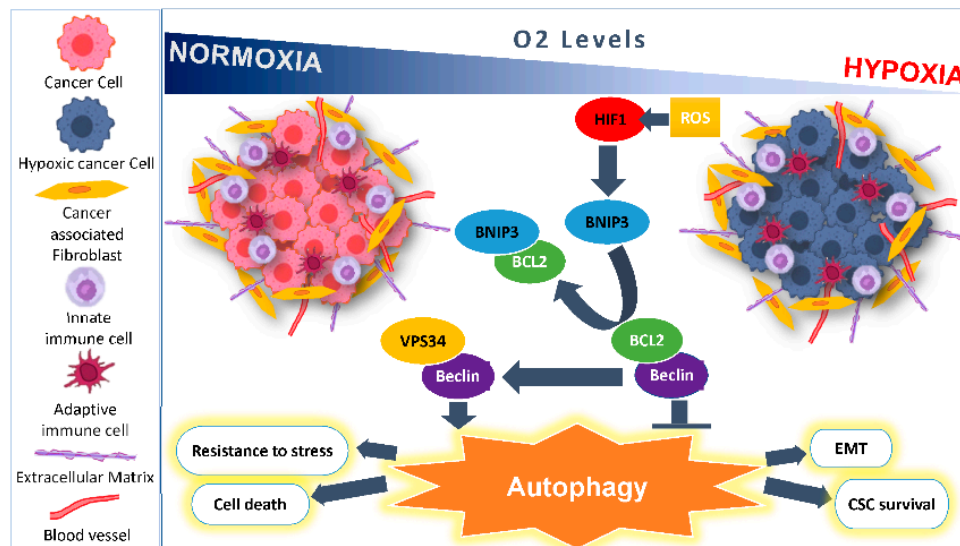 Cancer Cell
Hypoxic cancer Cell
Cancer
associated
Fibroblast
Innate
immune cell
Adaptive
immune cell
Extracellular Matrix
Blood vessel
O2 Levels
NORMOXIA
HYPOXIA
HIF1
ROS
BNIP3
BNIP3
BCL2
VPS34
Beclin
BCL2
Beclin
Resistance to stress
Cell death
Autophagy
EMT
CSC survival